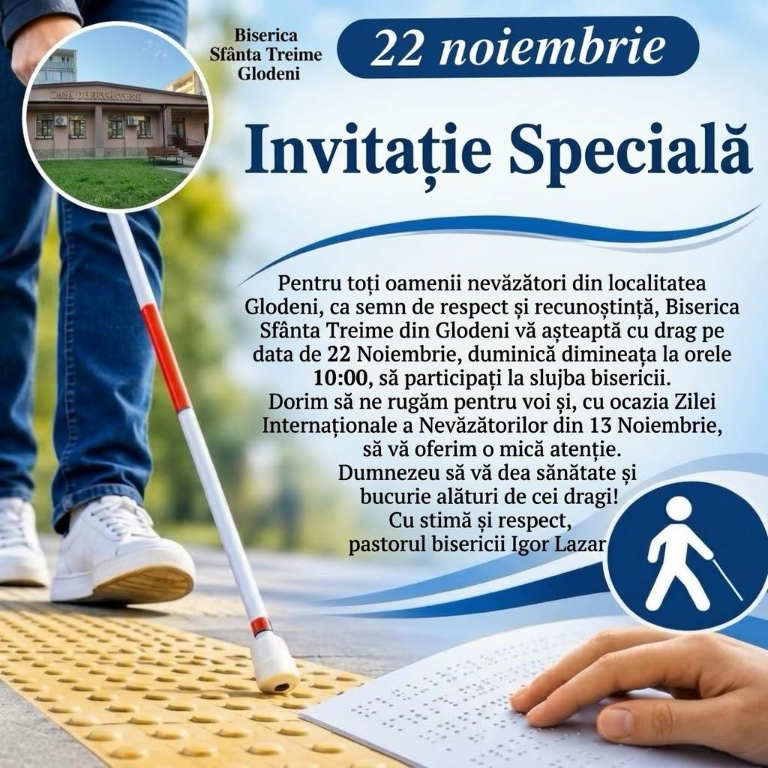 Biserica
Sfânta Treime
Glodeni
22 noiembrie
Invitație Specială
Pentru toți oamenii nevăzători din localitatea
Glodeni, ca semn de respect și recunoștință, Biserica
Sfânta Treime din Glodeni vă așteaptă cu drag pe
data de 22 Noiembrie, duminică dimineața la orele
10:00, să participați la slujba bisericii.
Dorim să ne rugăm pentru voi și, cu ocazia Zilei
Internaționale a Nevăzătorilor din 13 Noiembrie,
să vă oferim o mică atenție.
Dumnezeu să vă dea sănătate și
bucurie alături de cei dragi!
Cu stimă și respect,
pastorul bisericii Igor Lazar